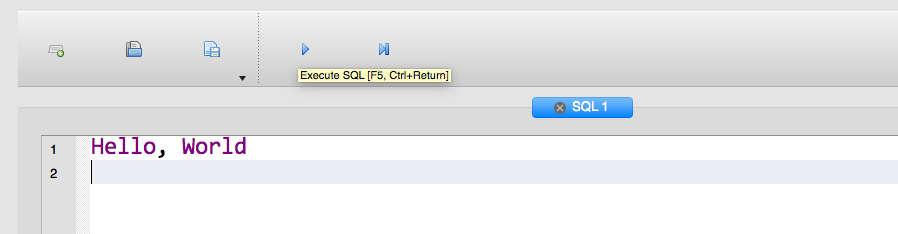 Execute SQL [F5, Ctrl+Return]
SQL 1
1 Hello, World
2